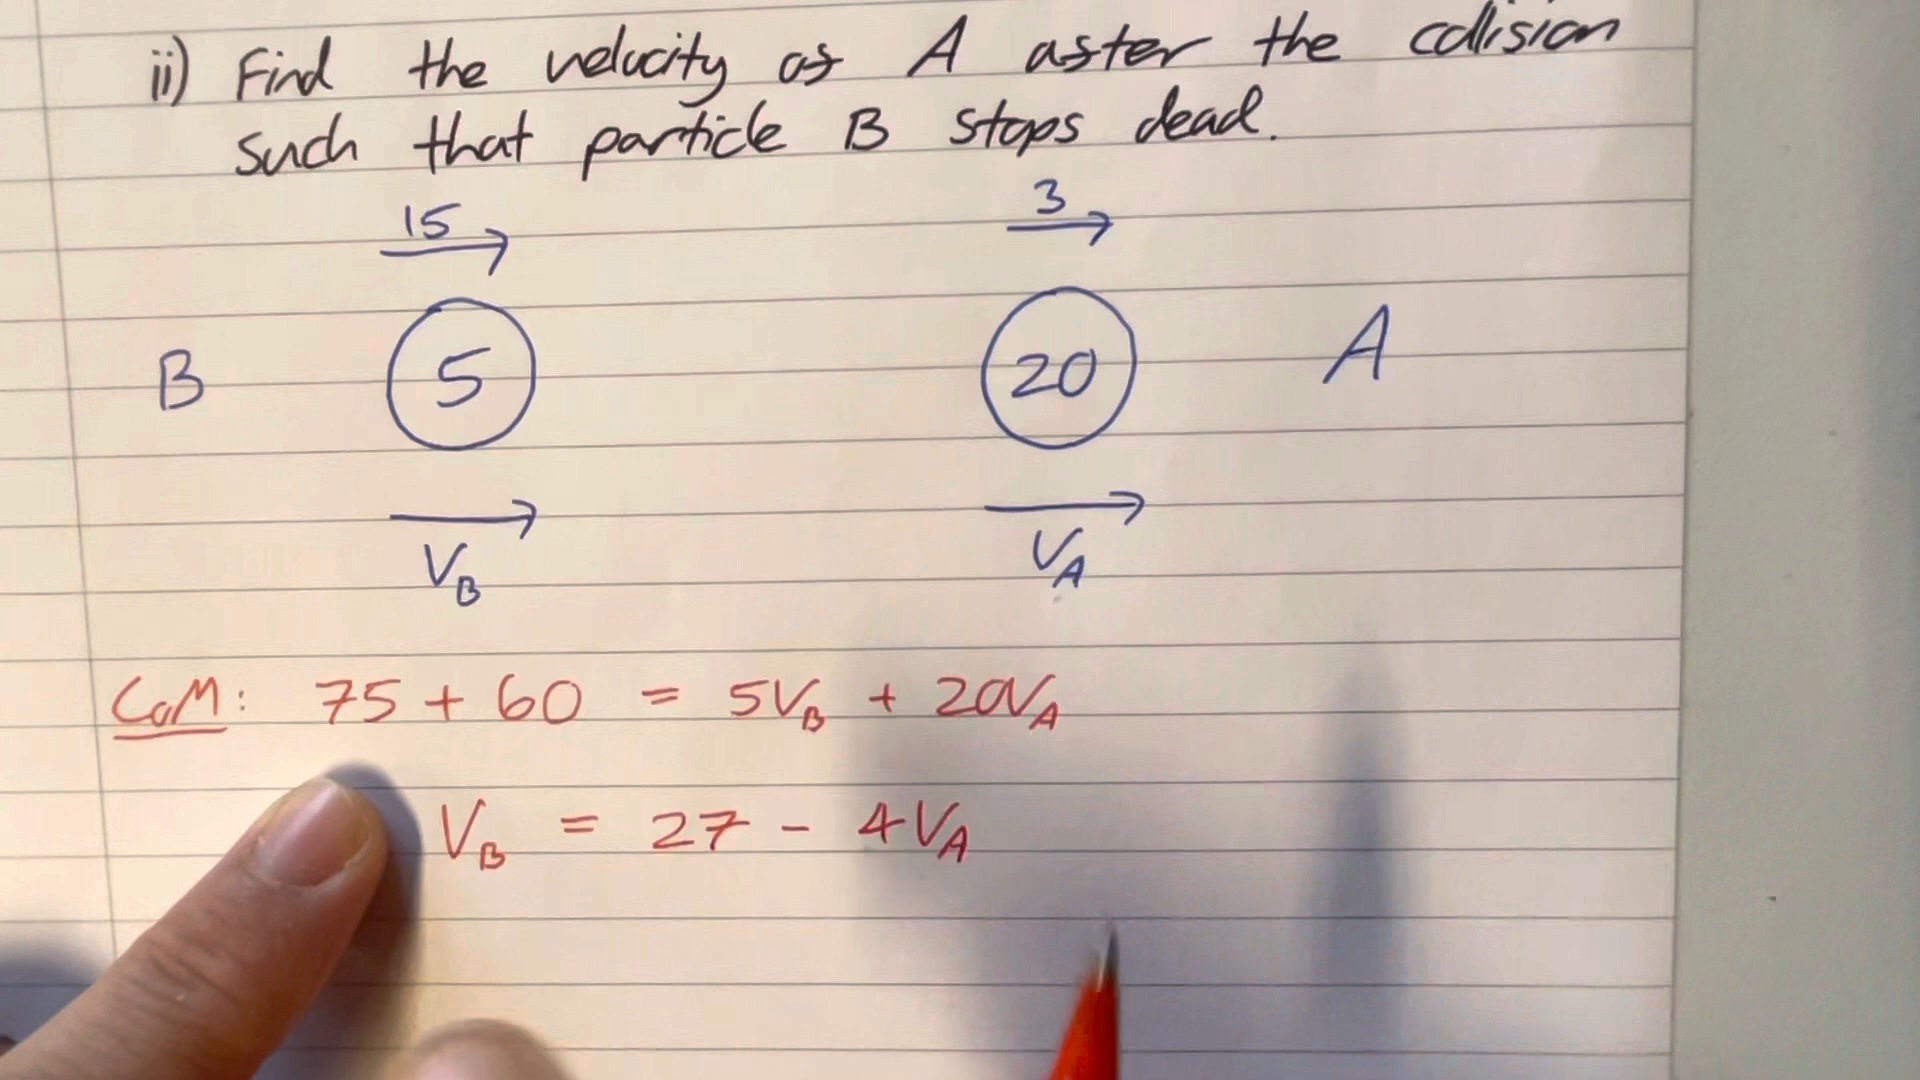 ii) Find the velocity of A after the collision
such that particle B stops dead.
15 3
B 5 20 A
V_B V_A
CoM: 75 + 60 = 5V_B + 20V_A
V_B = 27 - 4V_A